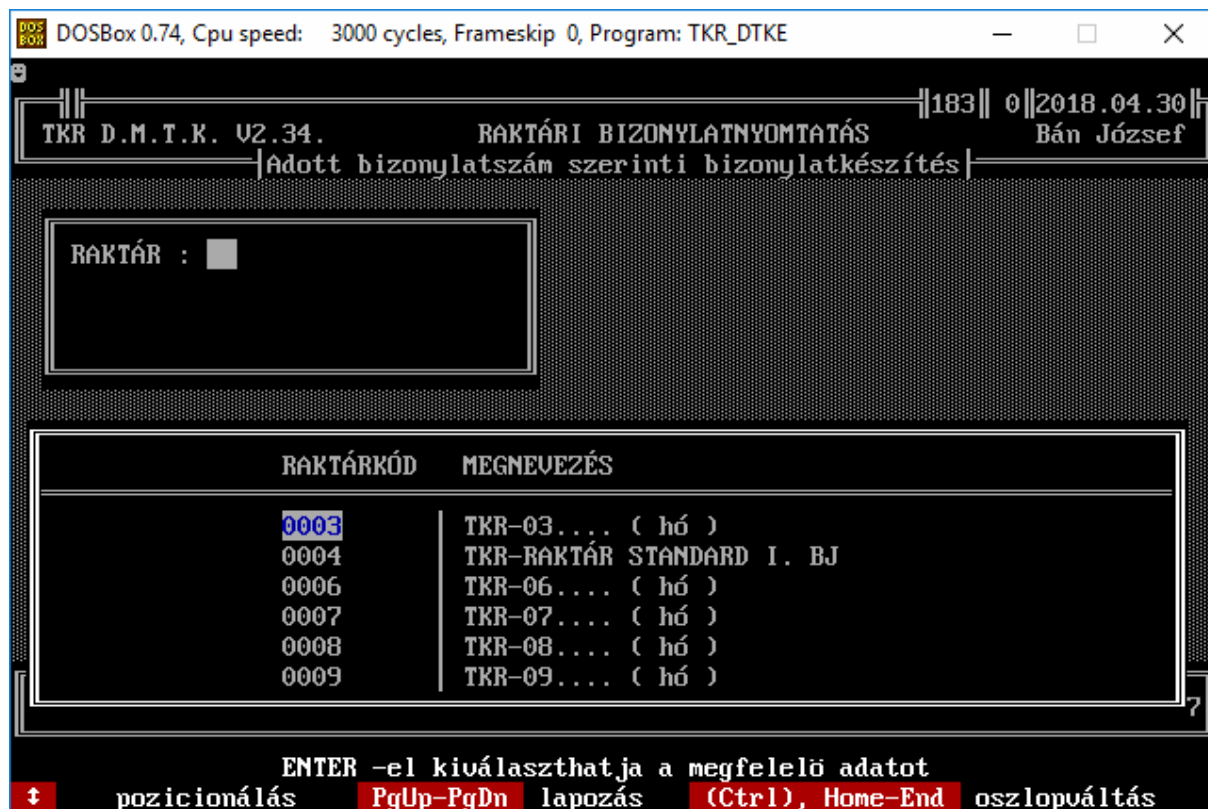 DOSBox 0.74, Cpu speed: 3000 cycles, Frameskip 0, Program: TKR_DTKE
183 0 2018.04.30
TKR D.M.T.K. V2.34. RAKTÁRI BIZONYLATNYOMTATÁS Bán József
Adott bizonylatszám szerinti bizonylatkészítés
RAKTÁR :
RAKTÁRKÓD MEGNEVEZÉS
0003 TKR-03.... ( hó )
0004 TKR-RAKTÁR STANDARD I. BJ
0006 TKR-06.... ( hó )
0007 TKR-07.... ( hó )
0008 TKR-08.... ( hó )
0009 TKR-09.... ( hó )
7
ENTER -el kiválaszthatja a megfelelö adatot
↕ pozicionálás PgUp-PgDn lapozás (Ctrl), Home-End oszlopváltás